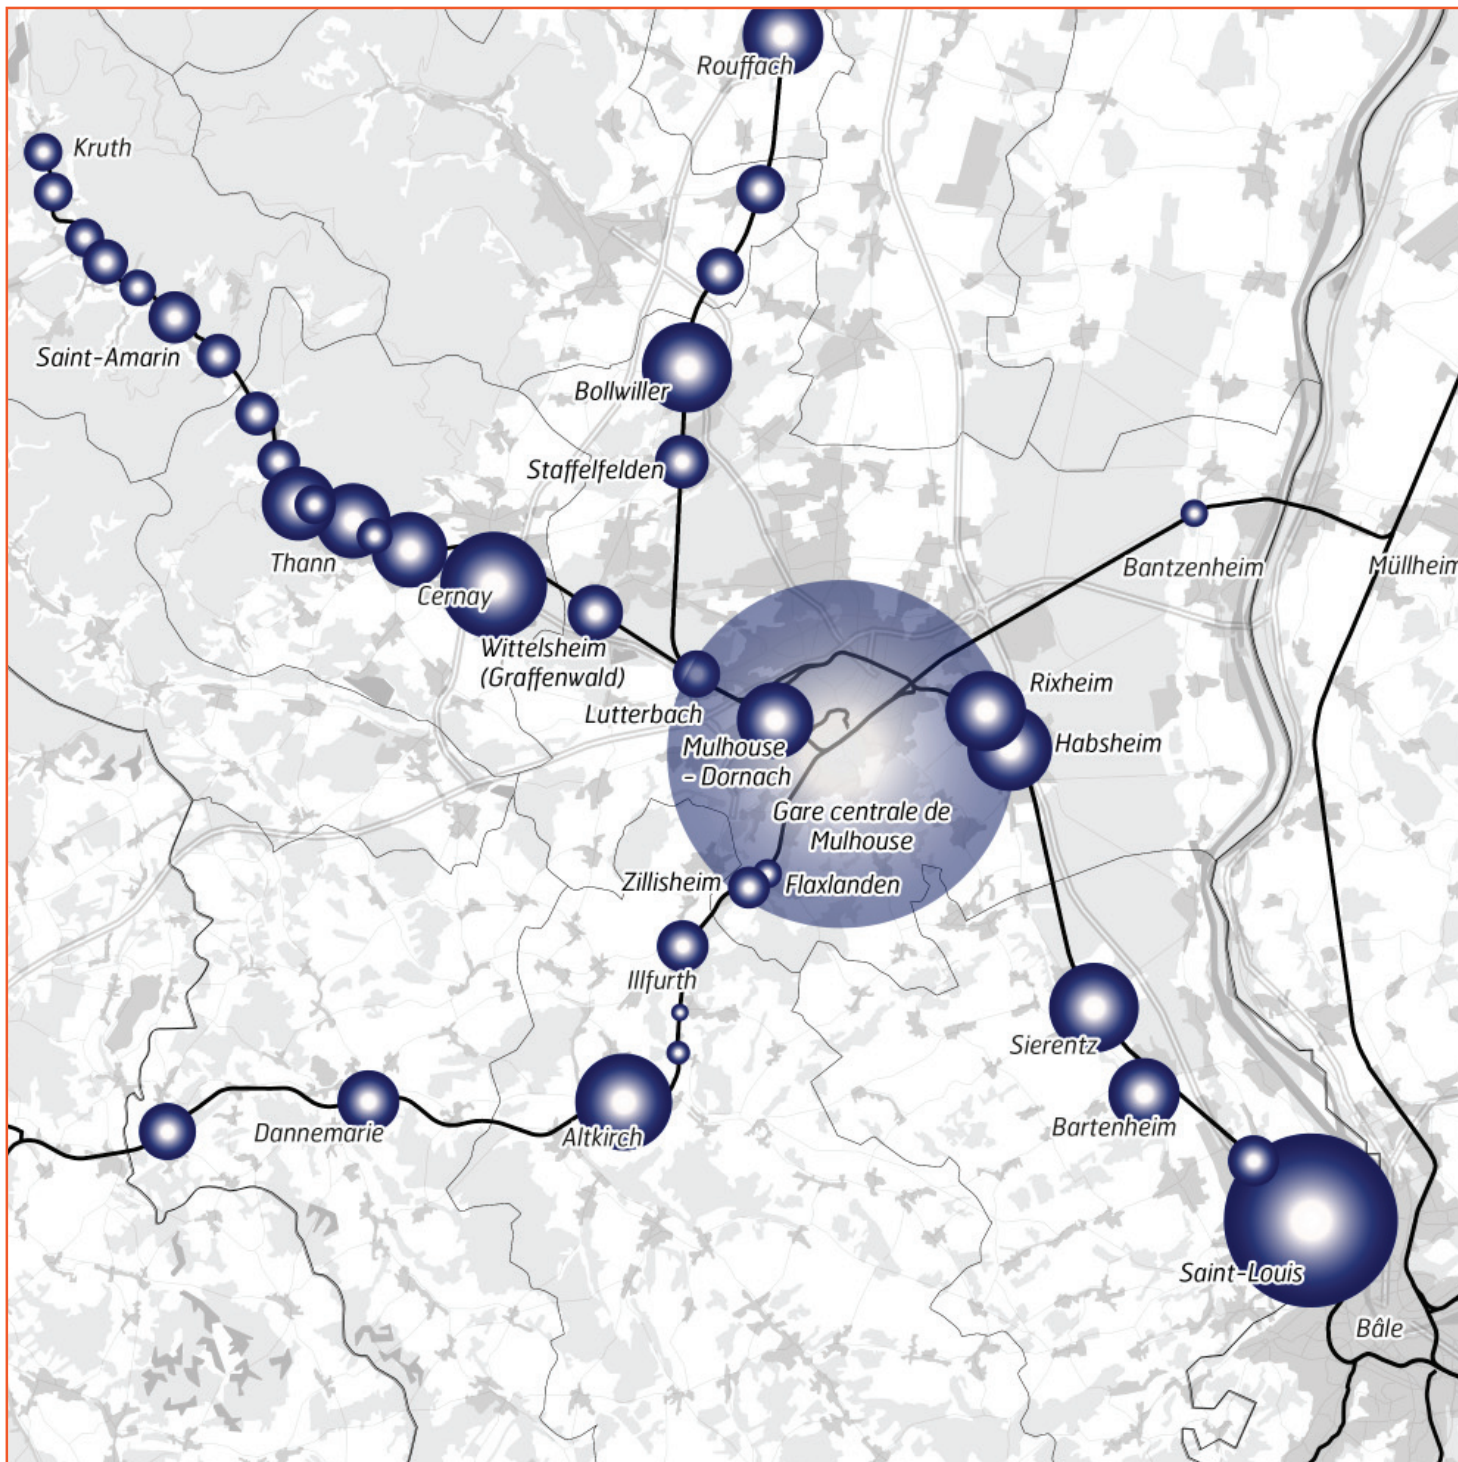 Rouffach
Kruth
Saint-Amarin
Bollwiller
Staffelfelden
Thann
Cernay
Bantzenheim
Müllheim
Wittelsheim
(Graffenwald)
Rixheim
Lutterbach
Habsheim
Mulhouse
- Dornach
Gare centrale de
Mulhouse
Zillisheim
Flaxlanden
Illfurth
Sierentz
Dannemarie
Altkirch
Bartenheim
Saint-Louis
Bâle